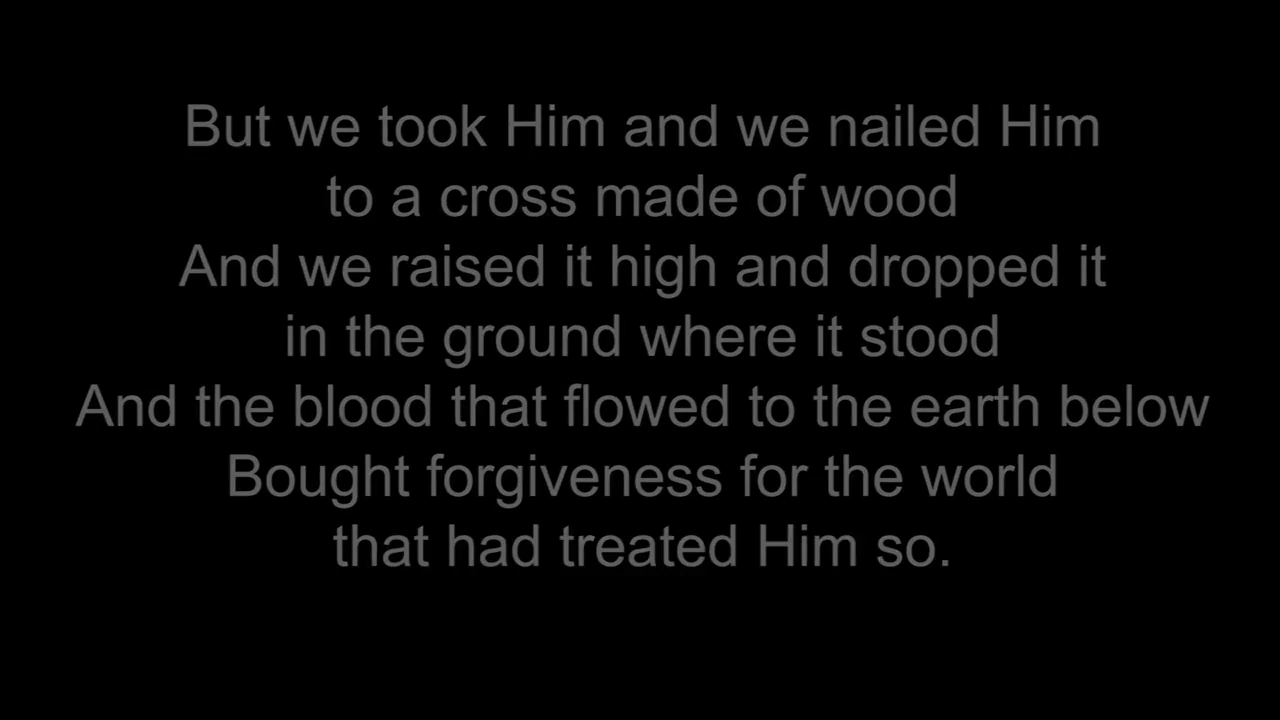 But we took Him and we nailed Him
to a cross made of wood
And we raised it high and dropped it
in the ground where it stood
And the blood that flowed to the earth below
Bought forgiveness for the world
that had treated Him so.